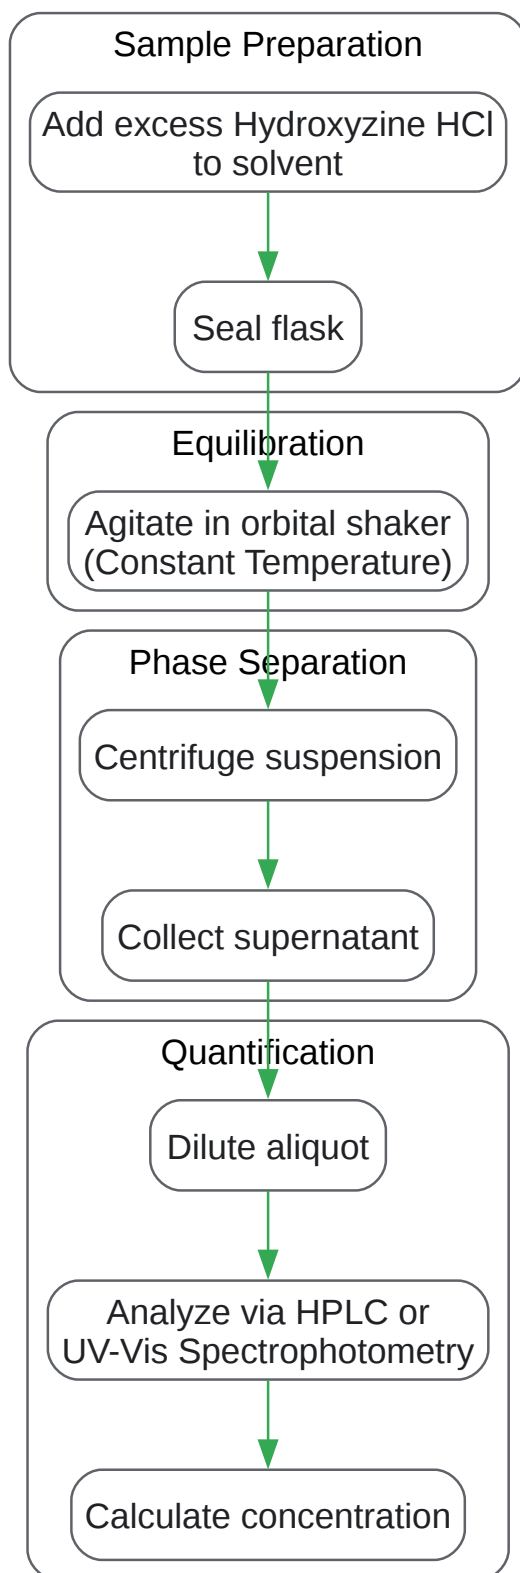 Sample Preparation
Add excess Hydroxyzine HCl
to solvent
Seal flask
Equilibration
Agitate in orbital shaker
(Constant Temperature)
Phase Separation
Centrifuge suspension
Collect supernatant
Quantification
Dilute aliquot
Analyze via HPLC or
UV-Vis Spectrophotometry
Calculate concentration